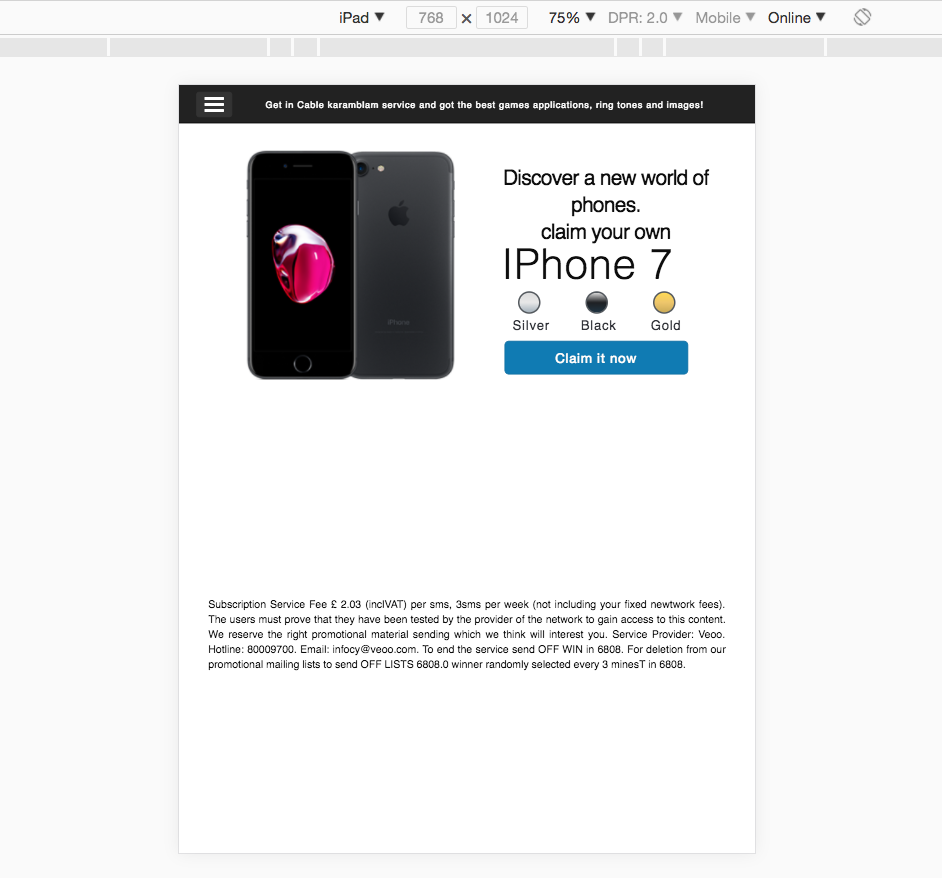 iPad ▼ 768 × 1024 75% ▼ DPR: 2.0 ▼ Mobile ▼ Online ▼
Get in Cable karamblam service and got the best games applications, ring tones and images!
Discover a new world of
phones.
claim your own
IPhone 7
Silver Black Gold
Claim it now
iPhone
Subscription Service Fee £ 2.03 (inclVAT) per sms, 3sms per week (not including your fixed newtwork fees).
The users must prove that they have been tested by the provider of the network to gain access to this content.
We reserve the right promotional material sending which we think will interest you. Service Provider: Veoo.
Hotline: 80009700. Email: infocy@veoo.com. To end the service send OFF WIN in 6808. For deletion from our
promotional mailing lists to send OFF LISTS 6808.0 winner randomly selected every 3 minesT in 6808.